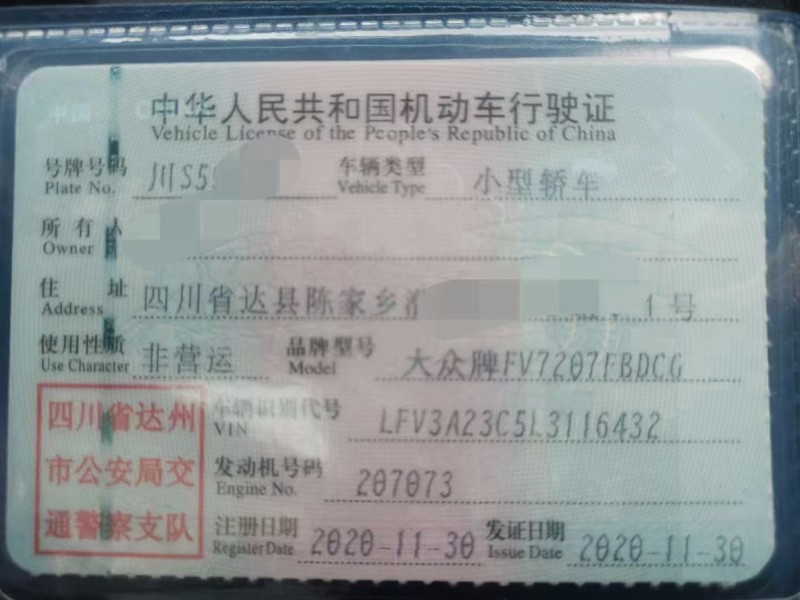 中华人民共和国机动车行驶证
Vehicle License of the People's Republic of China
号牌号码 川S5 车辆类型 小型轿车
Plate No. Vehicle Type
所有人
Owner
住址 四川省达县陈家乡 1号
Address
使用性质 非营运 品牌型号 大众牌FV7207FBDCG
Use Character Model
四川省达州
市公安局交
通警察支队
车辆识别代号 LFV3A23C5L3116432
VIN
发动机号码 207073
Engine No.
注册日期 2020-11-30 发证日期 2020-11-30
Register Date Issue Date